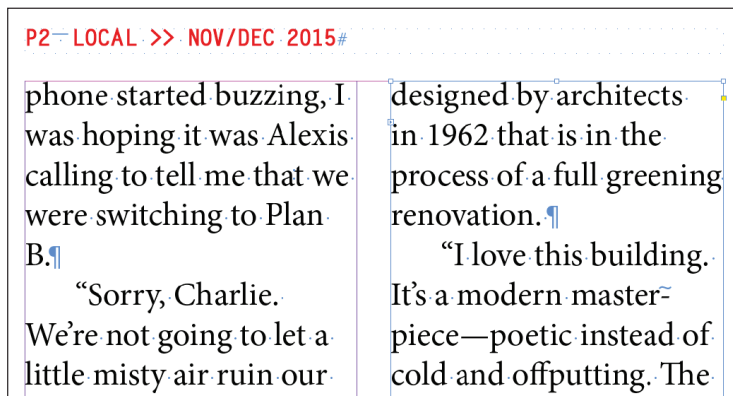 P2 LOCAL >> NOV/DEC 2015#
phone started buzzing, I
was hoping it was Alexis
calling to tell me that we
were switching to Plan
B.¶
“Sorry, Charlie.
We’re not going to let a
little misty air ruin our
designed by architects
in 1962 that is in the
process of a full greening
renovation.¶
“I love this building.
It’s a modern master-
piece—poetic instead of
cold and offputting. The